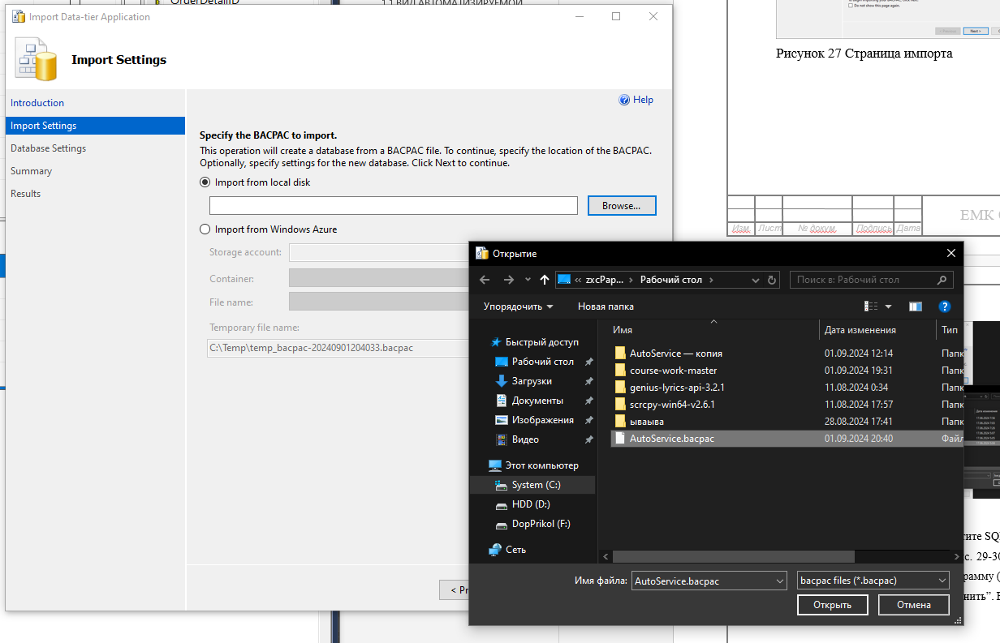 OrderDetailID
1.1 ВИД АВТОМАТИЗИРУЕМОЙ
Import Data-tier Application
Import Settings
Introduction
Import Settings
Database Settings
Summary
Results
Help
Specify the BACPAC to import.
This operation will create a database from a BACPAC file. To continue, specify the location of the BACPAC.
Optionally, specify settings for the new database. Click Next to continue.
Import from local disk
Browse...
Import from Windows Azure
Storage account:
Container:
File name:
Temporary file name:
C:\Temp\temp_bacpac-20240901204033.bacpac
< Pr
Do not show this page again.
Next >
Рисунок 27 Страница импорта
ЕМК
Изм. Лист № докум. Подпись Дата
Открытие
« zxcPap... › Рабочий стол ›
Поиск в: Рабочий стол
Упорядочить
Новая папка
Быстрый доступ
Рабочий стол
Загрузки
Документы
Изображения
Видео
Этот компьютер
System (C:)
HDD (D:)
DopPrikol (F:)
Сеть
Имя Дата изменения Тип
AutoService — копия 01.09.2024 12:14 Папк
course-work-master 01.09.2024 19:31 Папк
genius-lyrics-api-3.2.1 11.08.2024 0:34 Папк
scrcpy-win64-v2.6.1 11.08.2024 17:57 Папк
ываыва 28.08.2024 17:41 Папк
AutoService.bacpac 01.09.2024 20:40 Файл
Имя файла: AutoService.bacpac
bacpac files (*.bacpac)
Открыть
Отмена
тите SQ
с. 29-30
рамму (
нить”. Е